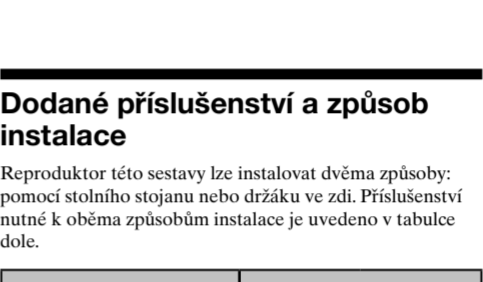 Dodané příslušenství a způsob
instalace
Reproduktor této sestavy lze instalovat dvěma způsoby:
pomocí stolního stojanu nebo držáku ve zdi. Příslušenství
nutné k oběma způsobům instalace je uvedeno v tabulce
dole.